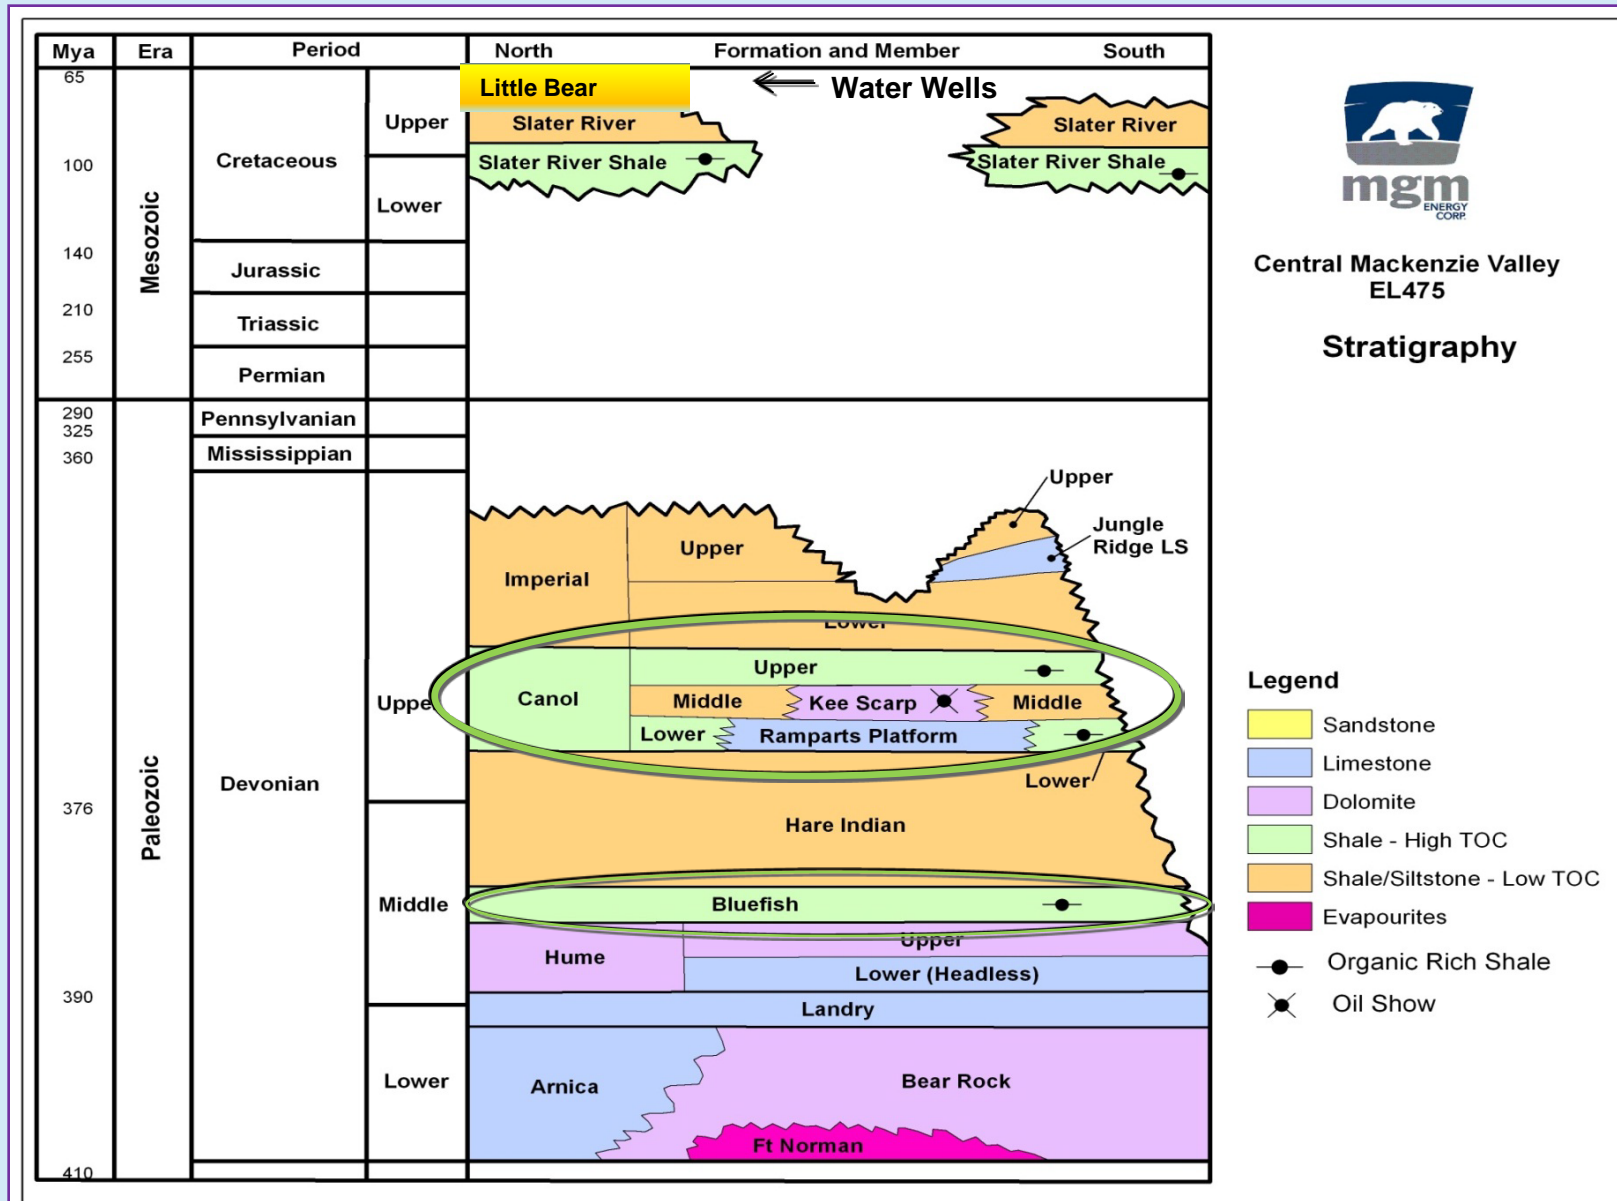 Mya Era Period North Formation and Member South
65
Little Bear Water Wells
Upper Slater River Slater River
Cretaceous
100
Slater River Shale Slater River Shale
Lower
Mesozoic
140
Jurassic
210
Triassic
255
Permian
290
Pennsylvanian
325
Mississippian
360
Upper
Jungle
Ridge LS
Upper
Imperial
Lower
Upper
Canol
Upper
Middle Kee Scarp Middle
Lower Ramparts Platform
Lower
Devonian
Paleozoic
376
Hare Indian
Middle
Bluefish
Upper
Hume
Lower (Headless)
390
Landry
Lower
Arnica
Bear Rock
Ft Norman
410
mgm
ENERGY
CORP.
Central Mackenzie Valley
EL475
Stratigraphy
Legend
Sandstone
Limestone
Dolomite
Shale - High TOC
Shale/Siltstone - Low TOC
Evapourites
Organic Rich Shale
Oil Show